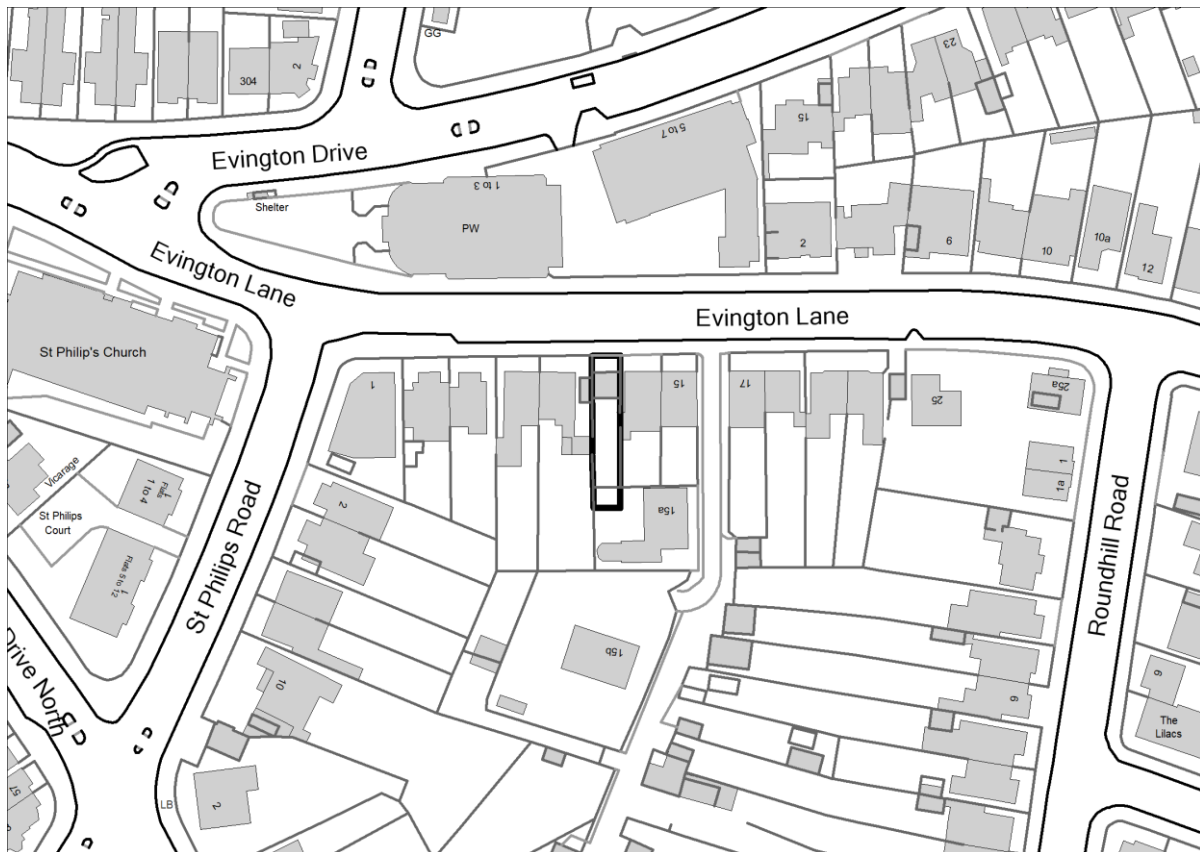 GG
304
2
23
Evington Drive
15
5 to 7
1 to 3
Shelter
PW
2
6
10
10a
12
Evington Lane
Evington Lane
St Philip's Church
1
15
17
25
25a
1
1a
Vicarage
Flats
1 to 4
St Philips
Court
Flats 5 to 12
2
15a
St Philips Road
Roundhill Road
15b
10
9
9
The
Lilacs
Drive North
LB
2
57